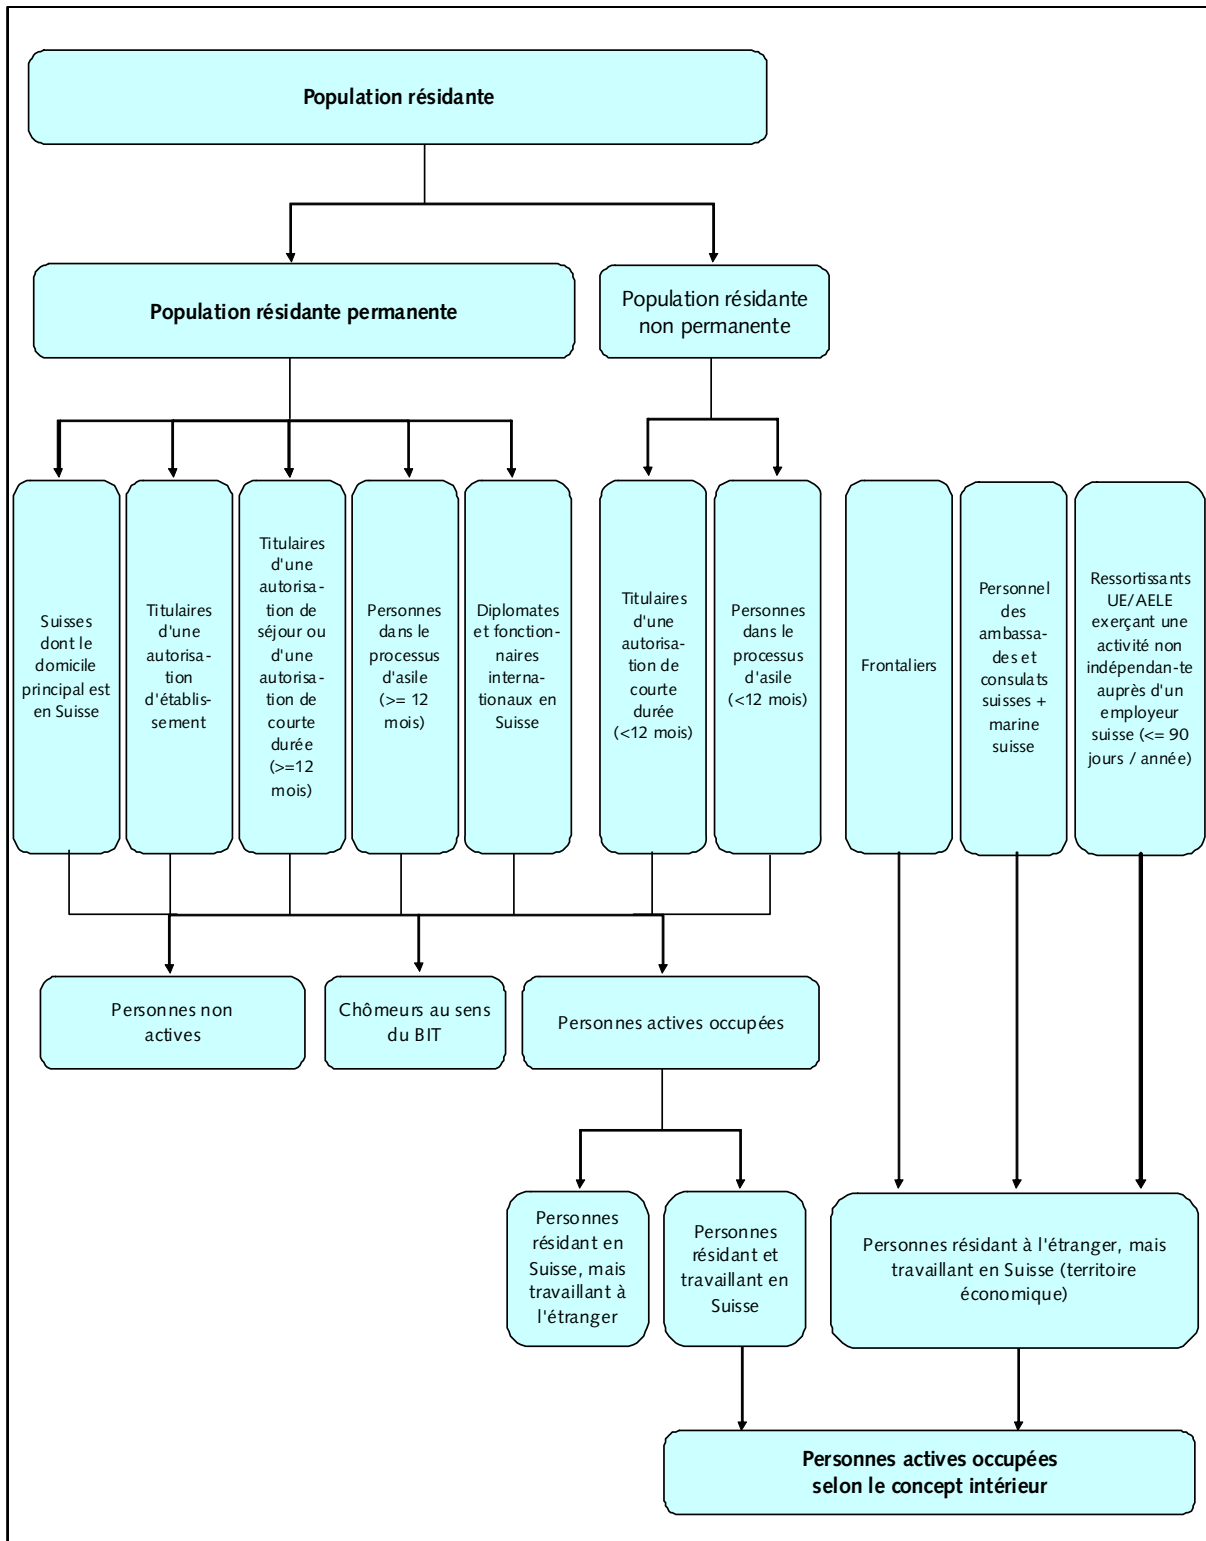 Population résidante
Population résidante permanente
Population résidante
non permanente
Suisses
dont le
domicile
principal est
en Suisse
Titulaires
d'une
autorisa-
tion
d'établis-
sement
Titulaires
d'une
autorisa-
tion de
séjour ou
d'une
autorisation
de courte
durée
(>=12
mois)
Personnes
dans le
processus
d'asile
(>= 12
mois)
Diplomates
et fonction-
naires
internatio-
naux en
Suisse
Titulaires
d'une
autorisation
de courte
durée
(<12 mois)
Personnes
dans le
processus
d'asile
(<12 mois)
Frontaliers
Personnel
des
ambassa-
des et
consulats
suisses +
marine
suisse
Ressortissants
UE/AELE
exerçant une
activité non
indépendan-te
auprès d'un
employeur
suisse (<= 90
jours / année)
Personnes non
actives
Chômeurs au sens
du BIT
Personnes actives occupées
Personnes
résidant en
Suisse, mais
travaillant à
l'étranger
Personnes
résidant et
travaillant en
Suisse
Personnes résidant à l'étranger, mais
travaillant en Suisse (territoire
économique)
Personnes actives occupées
selon le concept intérieur